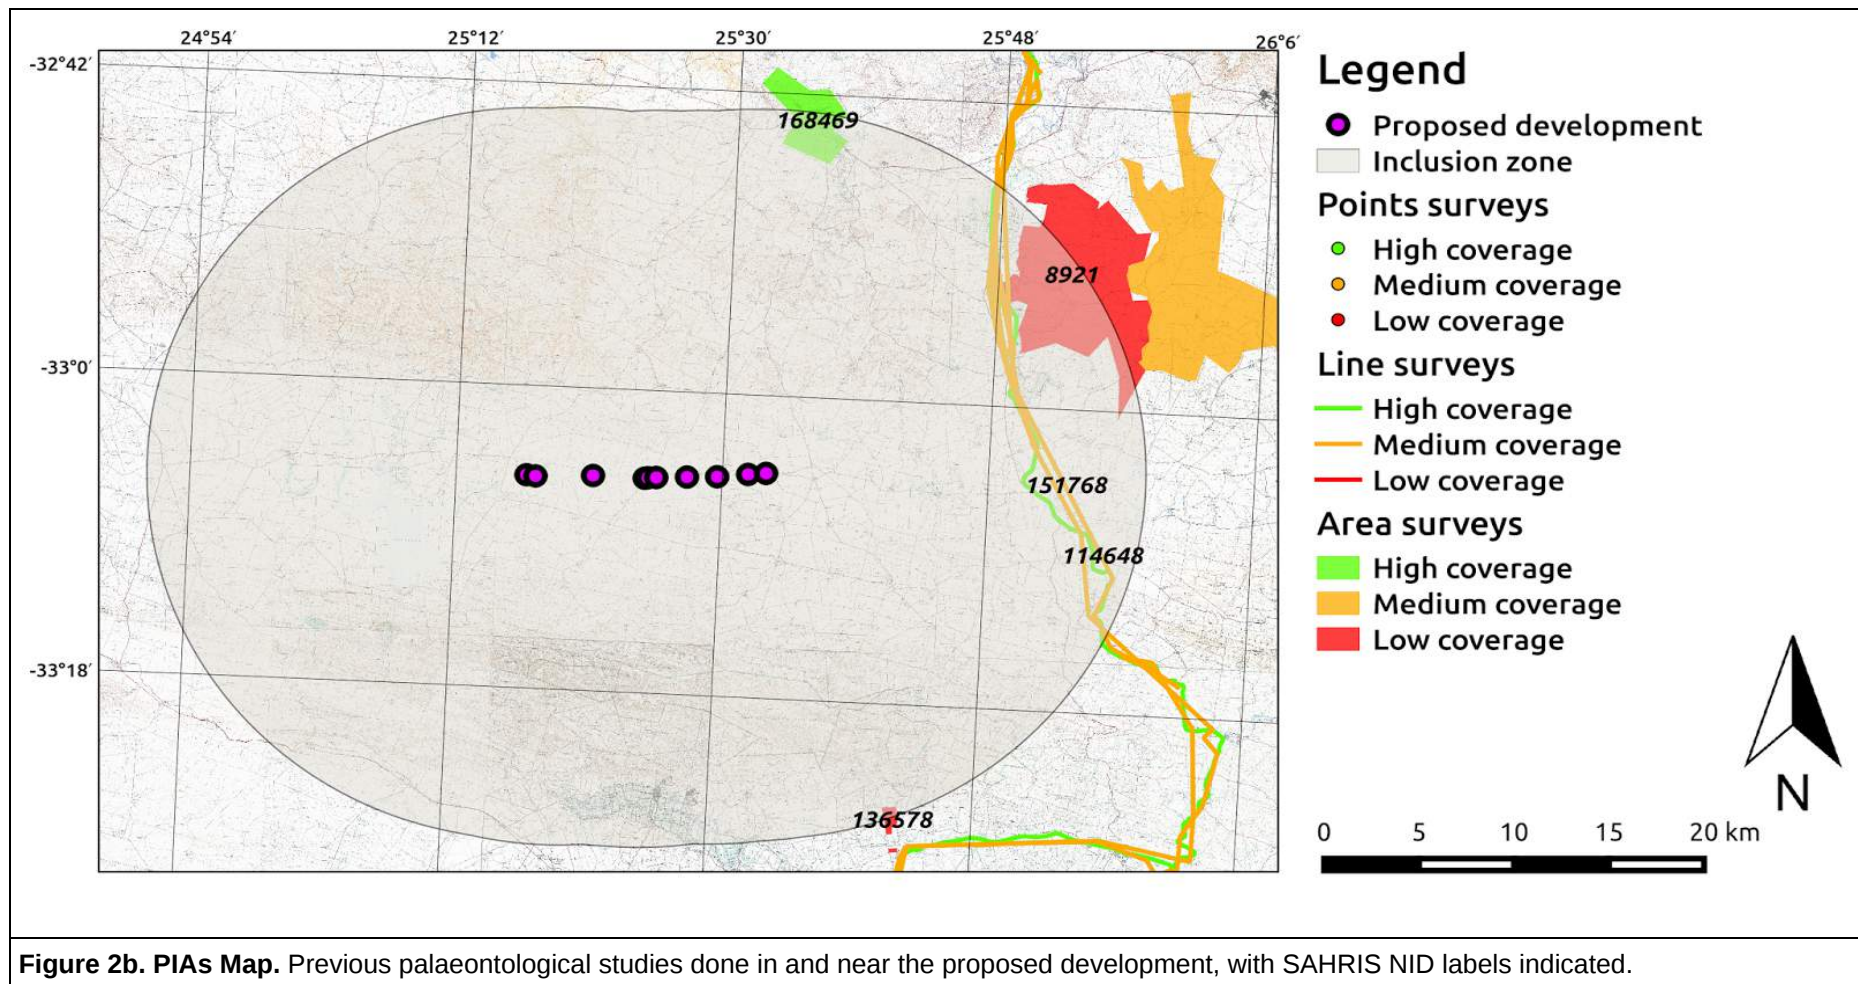 24°54′ 25°12′ 25°30′ 25°48′ 26°6′
-32°42′
-33°0′
-33°18′
168469
8921
151768
114648
136578
Legend
Proposed development
Inclusion zone
Points surveys
High coverage
Medium coverage
Low coverage
Line surveys
High coverage
Medium coverage
Low coverage
Area surveys
High coverage
Medium coverage
Low coverage
N
0 5 10 15 20 km
Figure 2b. PIAs Map. Previous palaeontological studies done in and near the proposed development, with SAHRIS NID labels indicated.